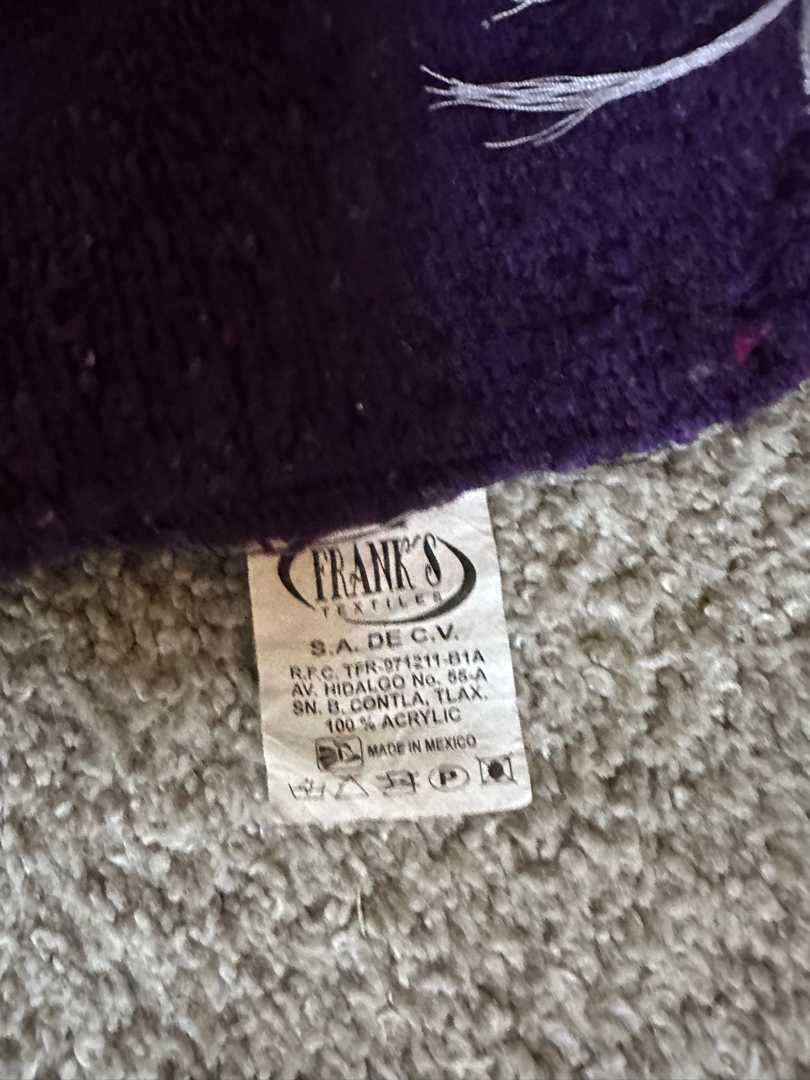 FRANK'S
TEXTILES
S.A. DE C.V.
R.F.C. TFR-971211-B1A
AV. HIDALGO No. 55-A
SN. B. CONTLA, TLAX.
100 % ACRYLIC
MADE IN MEXICO
P